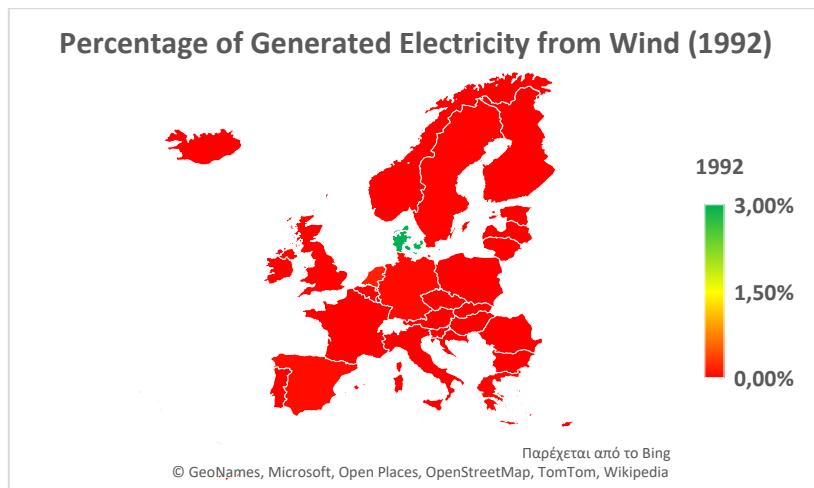 Percentage of Generated Electricity from Wind (1992)
1992
3,00%
1,50%
0,00%
Παρέχεται από το Bing
© GeoNames, Microsoft, Open Places, OpenStreetMap, TomTom, Wikipedia